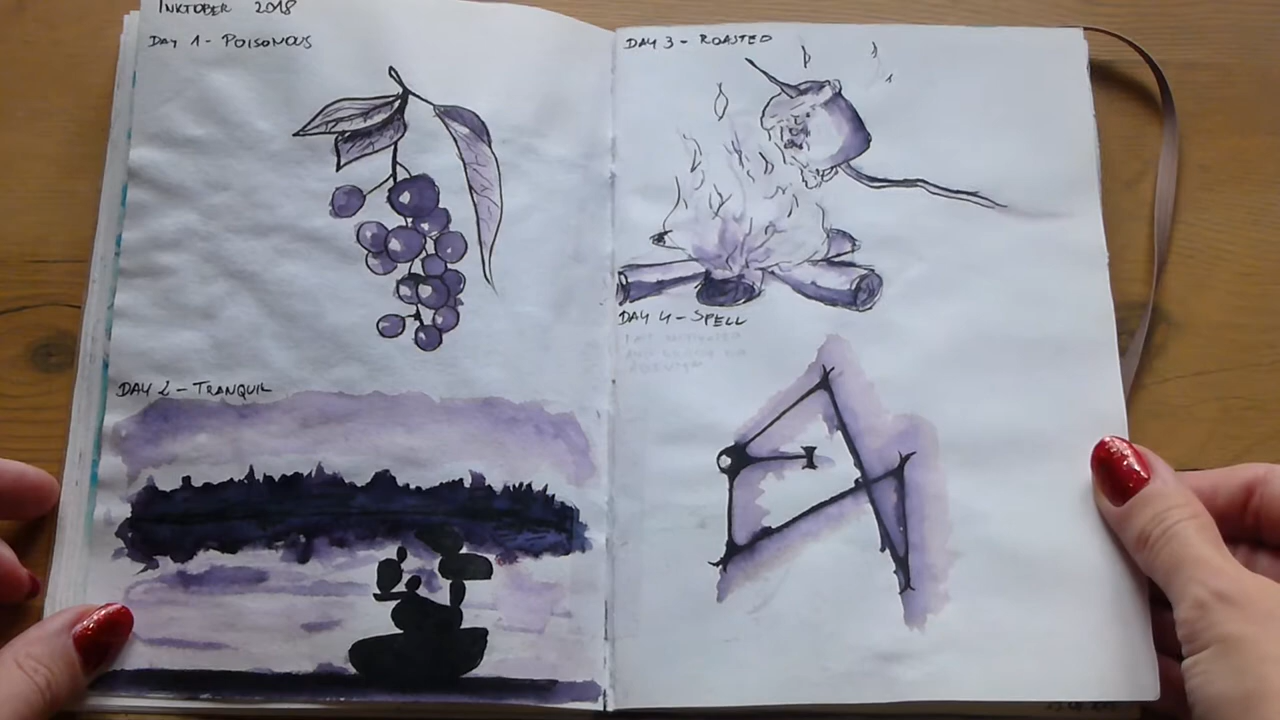 INKTOBER 2018
DAY 1 - POISONOUS
DAY 2 - TRANQUIL
DAY 3 - ROASTED
DAY 4 - SPELL